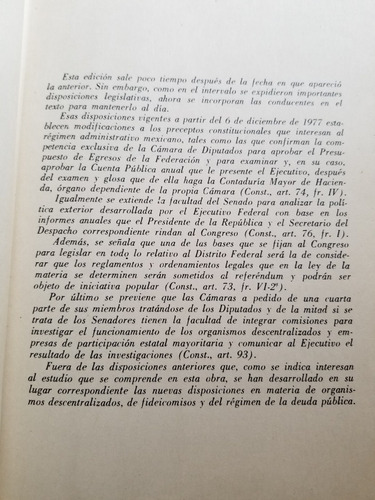 Esta edición sale poco tiempo después de la fecha en que apareció
la anterior. Sin embargo, como en el intervalo se expidieron importantes
disposiciones legislativas, ahora se incorporan las conducentes en el
texto para mantenerlo al día.
Esas disposiciones vigentes a partir del 6 de diciembre de 1977 esta-
blecen modificaciones a los preceptos constitucionales que interesan al
régimen administrativo mexicano, tales como las que confirman la com-
petencia exclusiva de la Cámara de Diputados para aprobar el Presu-
puesto de Egresos de la Federación y para examinar y, en su caso,
aprobar la Cuenta Pública anual que le presente el Ejecutivo, después
del examen y glosa que de ella haga la Contaduría Mayor de Hacien-
da, órgano dependiente de la propia Cámara (Const., art. 74, fr. IV).
Igualmente se extiende la facultad del Senado para analizar la polí-
tica exterior desarrollada por el Ejecutivo Federal con base en los
informes anuales que el Presidente de la República y el Secretario del
Despacho correspondiente rindan al Congreso (Const., art. 76, fr. I).
Además, se señala que una de las bases que se fijan al Congreso
para legislar en todo lo relativo al Distrito Federal será la de consi-
derar que los reglamentos y ordenamientos legales que en la ley de la
materia se determinen serán sometidos al referéndum y podrán ser
objeto de iniciativa popular (Const., art. 73, fr. VI-2ª)
Por último se previene que las Cámaras a pedido de una cuarta
parte de sus miembros tratándose de los Diputados y de la mitad si se
trata de los Senadores tienen la facultad de integrar comisiones para
investigar el funcionamiento de los organismos descentralizados y em-
presas de participación estatal mayoritaria y comunicar al Ejecutivo el
resultado de las investigaciones (Const., art. 93).
Fuera de las disposiciones anteriores que, como se indica interesan
al estudio que se comprende en esta obra, se han desarrollado en su
lugar correspondiente las nuevas disposiciones en materia de organis-
mos descentralizados, de fideicomisos y del régimen de la deuda pública.